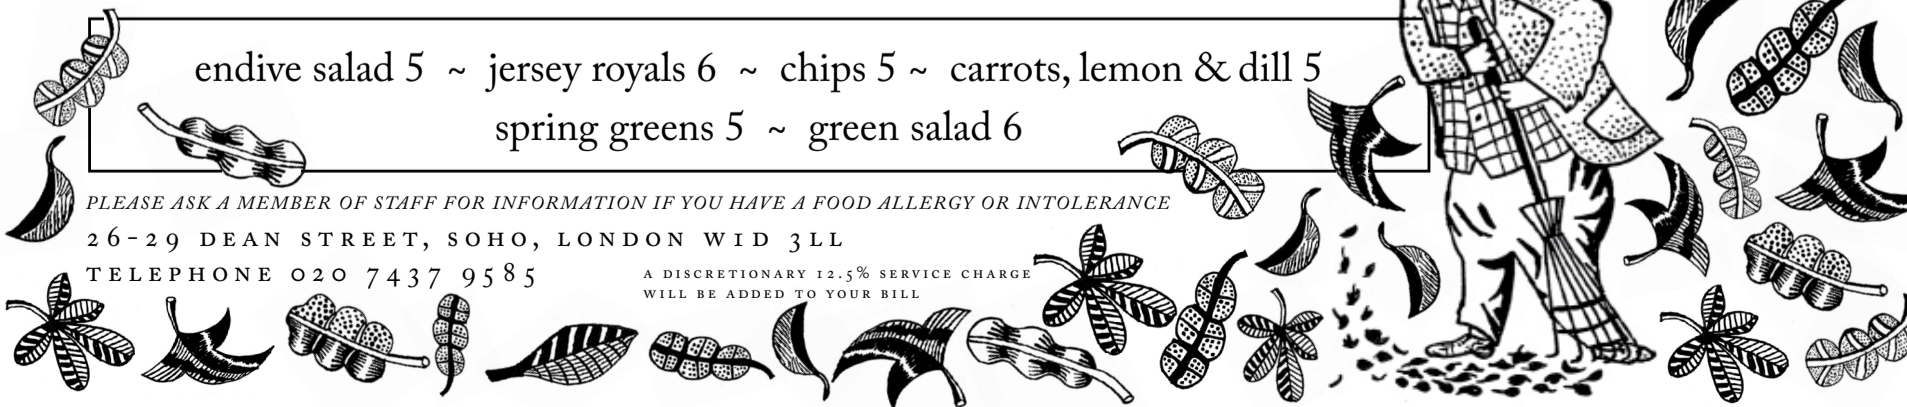 endive salad 5 ~ jersey royals 6 ~ chips 5 ~ carrots, lemon & dill 5
spring greens 5 ~ green salad 6
PLEASE ASK A MEMBER OF STAFF FOR INFORMATION IF YOU HAVE A FOOD ALLERGY OR INTOLERANCE
26-29 DEAN STREET, SOHO, LONDON W1D 3LL
TELEPHONE 020 7437 9585
A DISCRETIONARY 12.5% SERVICE CHARGE
WILL BE ADDED TO YOUR BILL